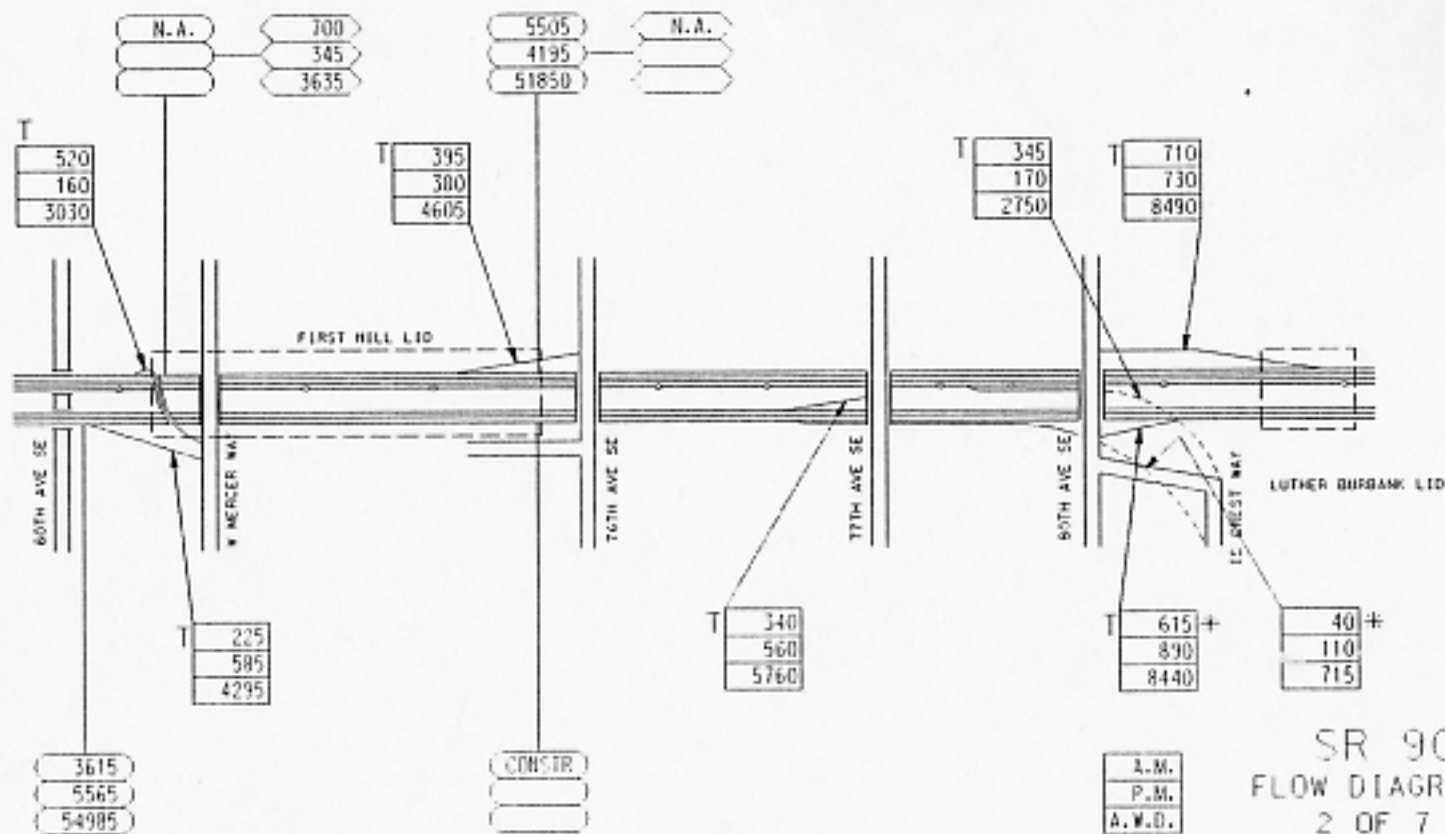 N.A.
700
345
3635
5505
4195
51850
N.A.
T
520
160
3030
T
395
380
4605
T
345
170
2750
T
710
730
8490
FIRST HILL LID
60TH AVE SE
W MERCER WAY
76TH AVE SE
77TH AVE SE
80TH AVE SE
CREST WAY
LUTHER BURBANK LID
T
225
585
4295
T
340
560
5760
T
615 *
890
8440
40 *
110
715
3615
5565
54985
CONSTR
A.M.
P.M.
A.W.D.
SR 90
FLOW DIAGR
2 OF 7